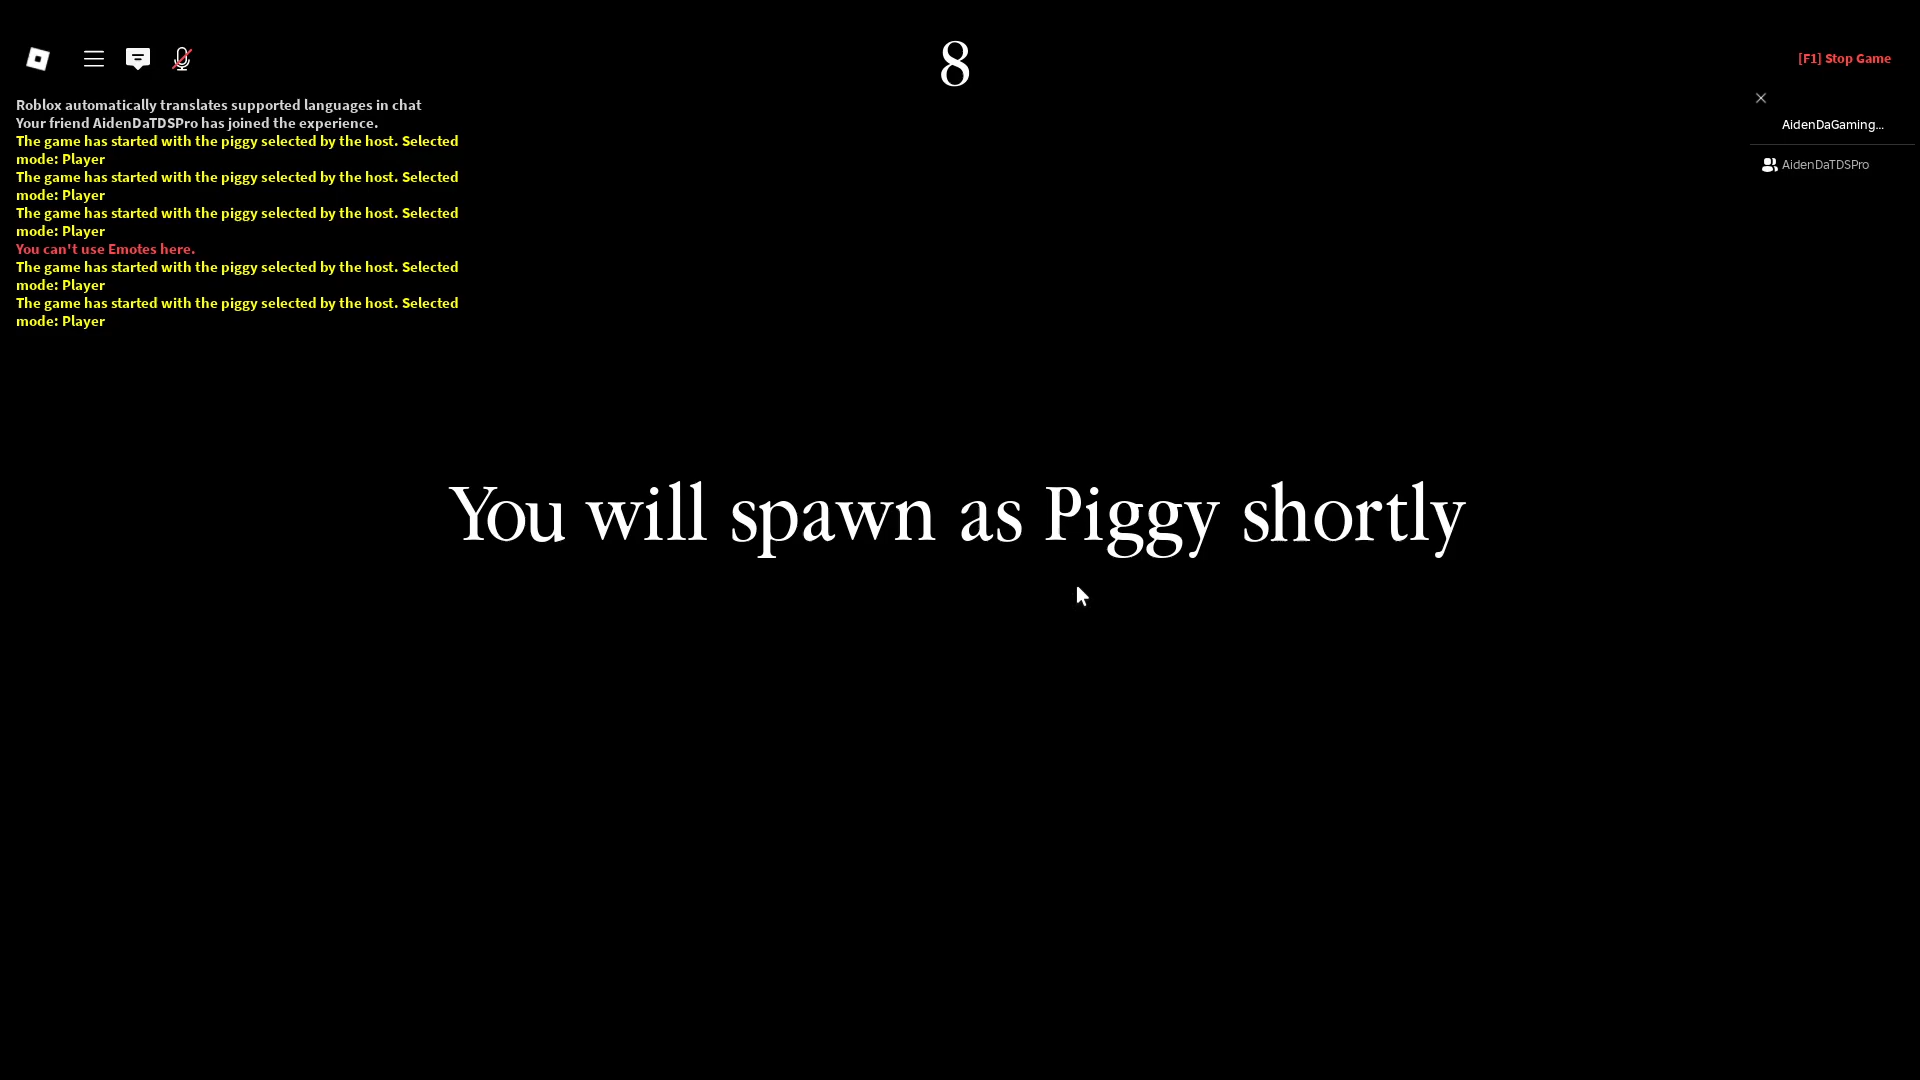 8
[F1] Stop Game
Roblox automatically translates supported languages in chat
Your friend AidenDaTDSPro has joined the experience.
The game has started with the piggy selected by the host. Selected
mode: Player
The game has started with the piggy selected by the host. Selected
mode: Player
The game has started with the piggy selected by the host. Selected
mode: Player
You can't use Emotes here.
The game has started with the piggy selected by the host. Selected
mode: Player
The game has started with the piggy selected by the host. Selected
mode: Player
AidenDaGaming...
AidenDaTDSPro
You will spawn as Piggy shortly